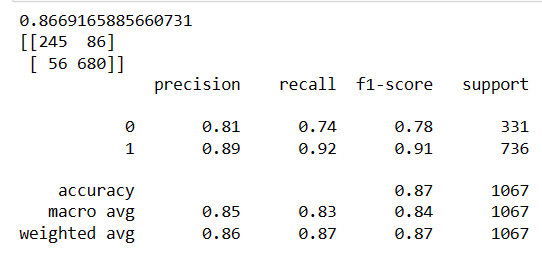 0.8669165885660731
[[245  86]
 [ 56 680]]
              precision    recall  f1-score   support

           0       0.81      0.74      0.78       331
           1       0.89      0.92      0.91       736

    accuracy                           0.87      1067
   macro avg       0.85      0.83      0.84      1067
weighted avg       0.86      0.87      0.87      1067